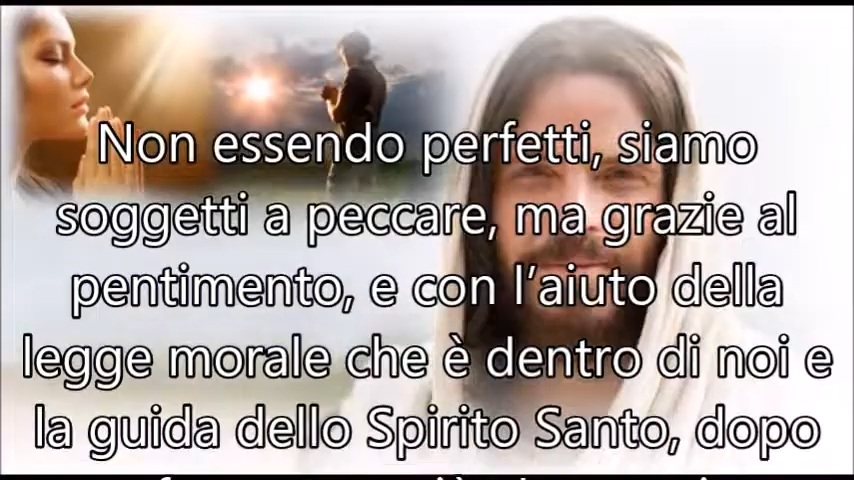 Non essendo perfetti, siamo
soggetti a peccare, ma grazie al
pentimento, e con l’aiuto della
legge morale che è dentro di noi e
la guida dello Spirito Santo, dopo